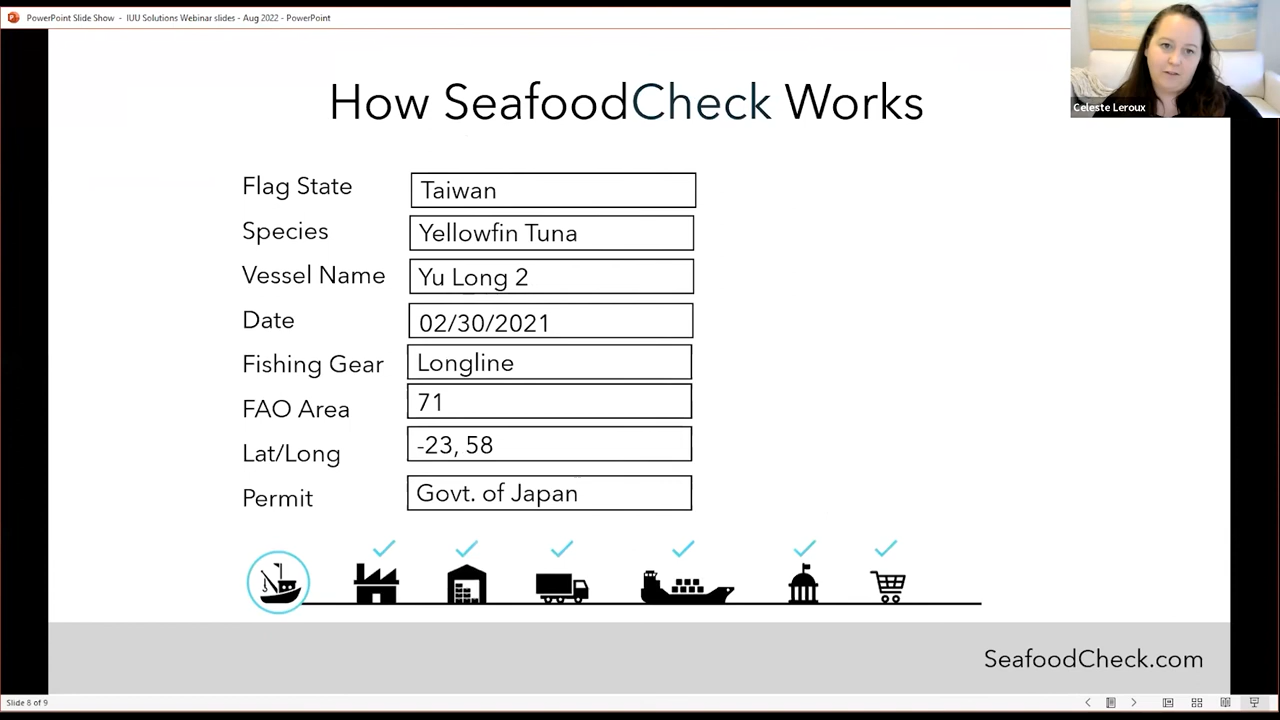 PowerPoint Slide Show - IUU Solutions Webinar slides - Aug 2022 - PowerPoint
Celeste Leroux
How SeafoodCheck Works
Flag State Taiwan
Species Yellowfin Tuna
Vessel Name Yu Long 2
Date 02/30/2021
Fishing Gear Longline
FAO Area 71
Lat/Long -23, 58
Permit Govt. of Japan
SeafoodCheck.com
Slide 8 of 9